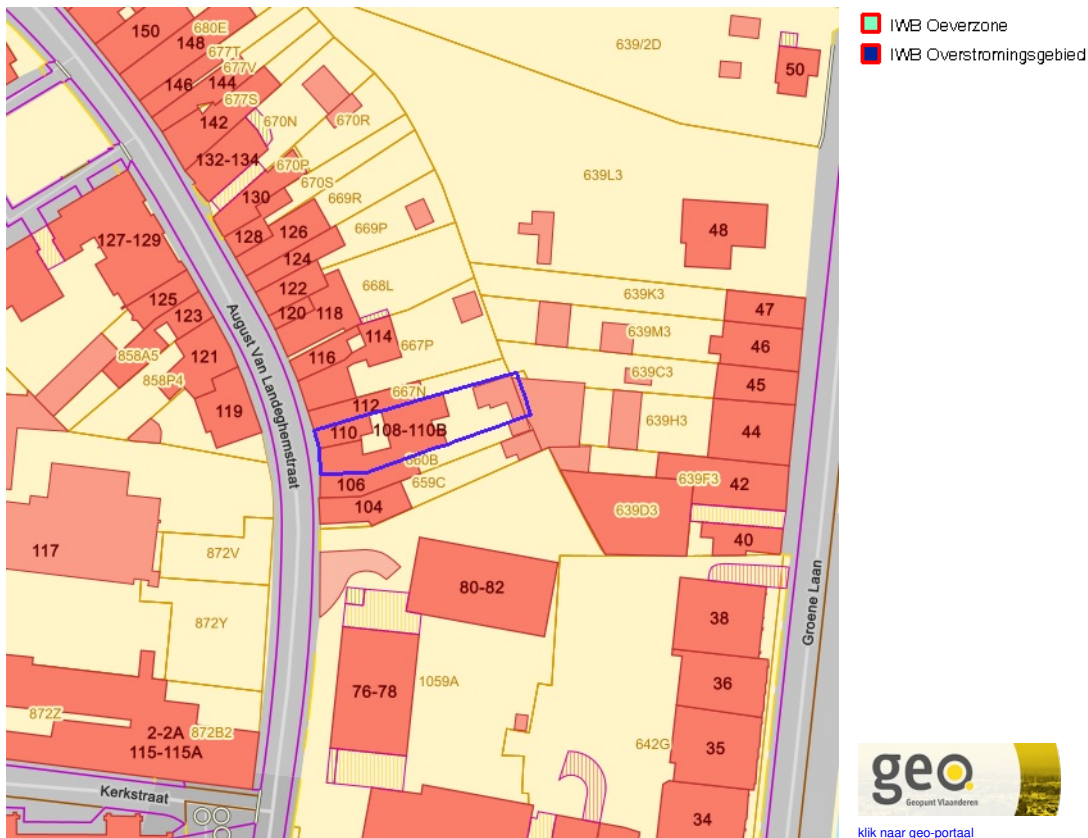 IWB Oeverzone
IWB Overstromingsgebied
150
148
680E
677T
146
677V
144
677S
142
670N
670R
132-134
670P
670S
130
669R
128
126
669P
124
127-129
122
668L
120
118
125
123
114
667P
116
121
858A5
858P4
119
667N
112
110
108-110B
660B
106
659C
104
August Van Landeghemstraat
639/2D
50
639L3
48
639K3
47
639M3
46
639C3
45
639H3
44
639F3
42
639D3
40
117
872V
872Y
80-82
38
76-78
1059A
36
Groene Laan
872Z
2-2A
872B2
115-115A
642G
35
Kerkstraat
34
geo
Geopunt Vlaanderen
klik naar geo-portaal